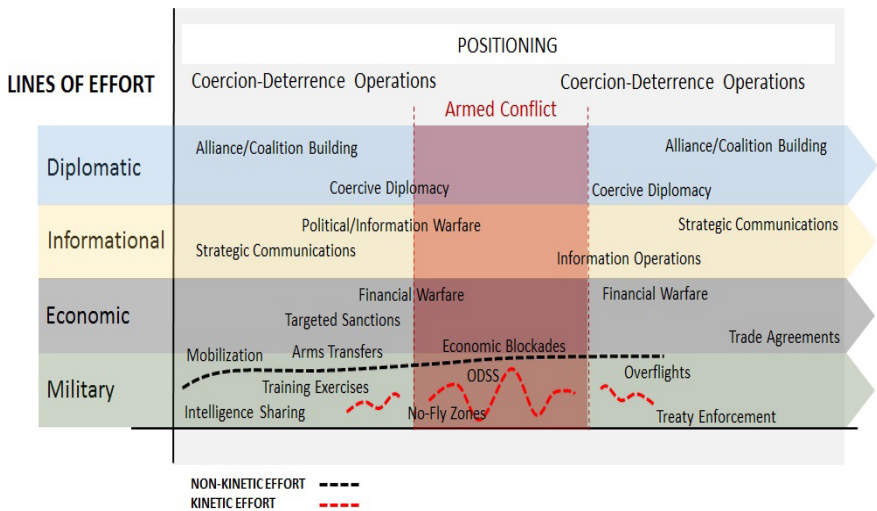 POSITIONING
LINES OF EFFORT
Coercion-Deterrence Operations
Coercion-Deterrence Operations
Armed Conflict
Diplomatic
Alliance/Coalition Building
Alliance/Coalition Building
Coercive Diplomacy
Coercive Diplomacy
Informational
Political/Information Warfare
Strategic Communications
Strategic Communications
Information Operations
Economic
Financial Warfare
Financial Warfare
Targeted Sanctions
Trade Agreements
Economic Blockades
Military
Mobilization
Arms Transfers
ODSS
Overflights
Training Exercises
Intelligence Sharing
No-Fly Zones
Treaty Enforcement
NON-KINETIC EFFORT
KINETIC EFFORT